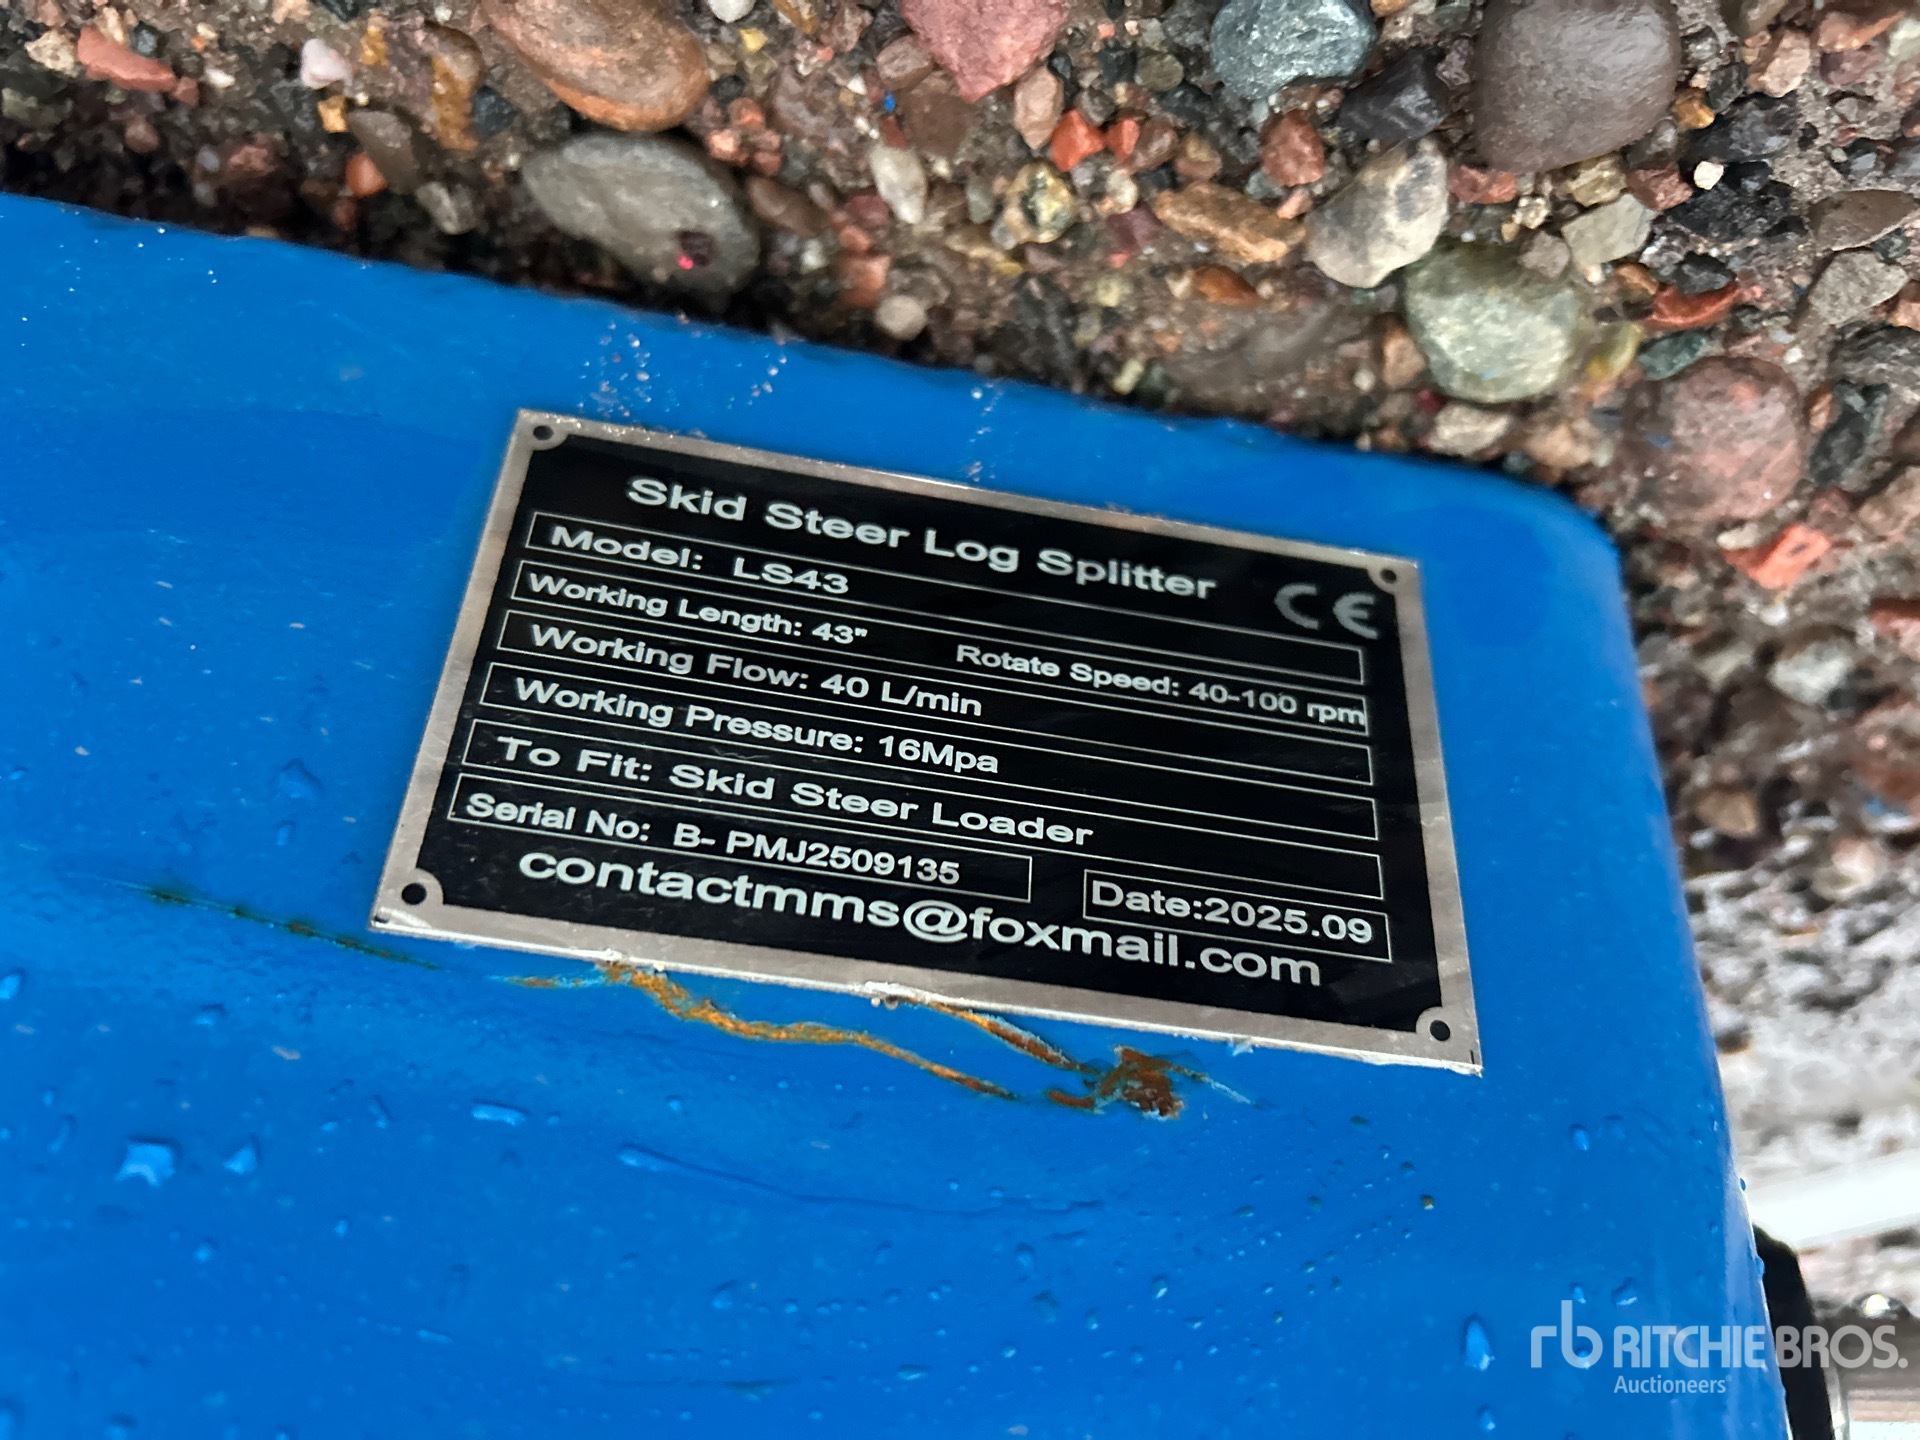 Skid Steer Log Splitter
CE
Model: LS43
Working Length: 43" Rotate Speed: 40-100 rpm
Working Flow: 40 L/min
Working Pressure: 16Mpa
To Fit: Skid Steer Loader
Serial No: B- PMJ2509135 Date:2025.09
contactmms@foxmail.com
rb RITCHIE BROS.
Auctioneers